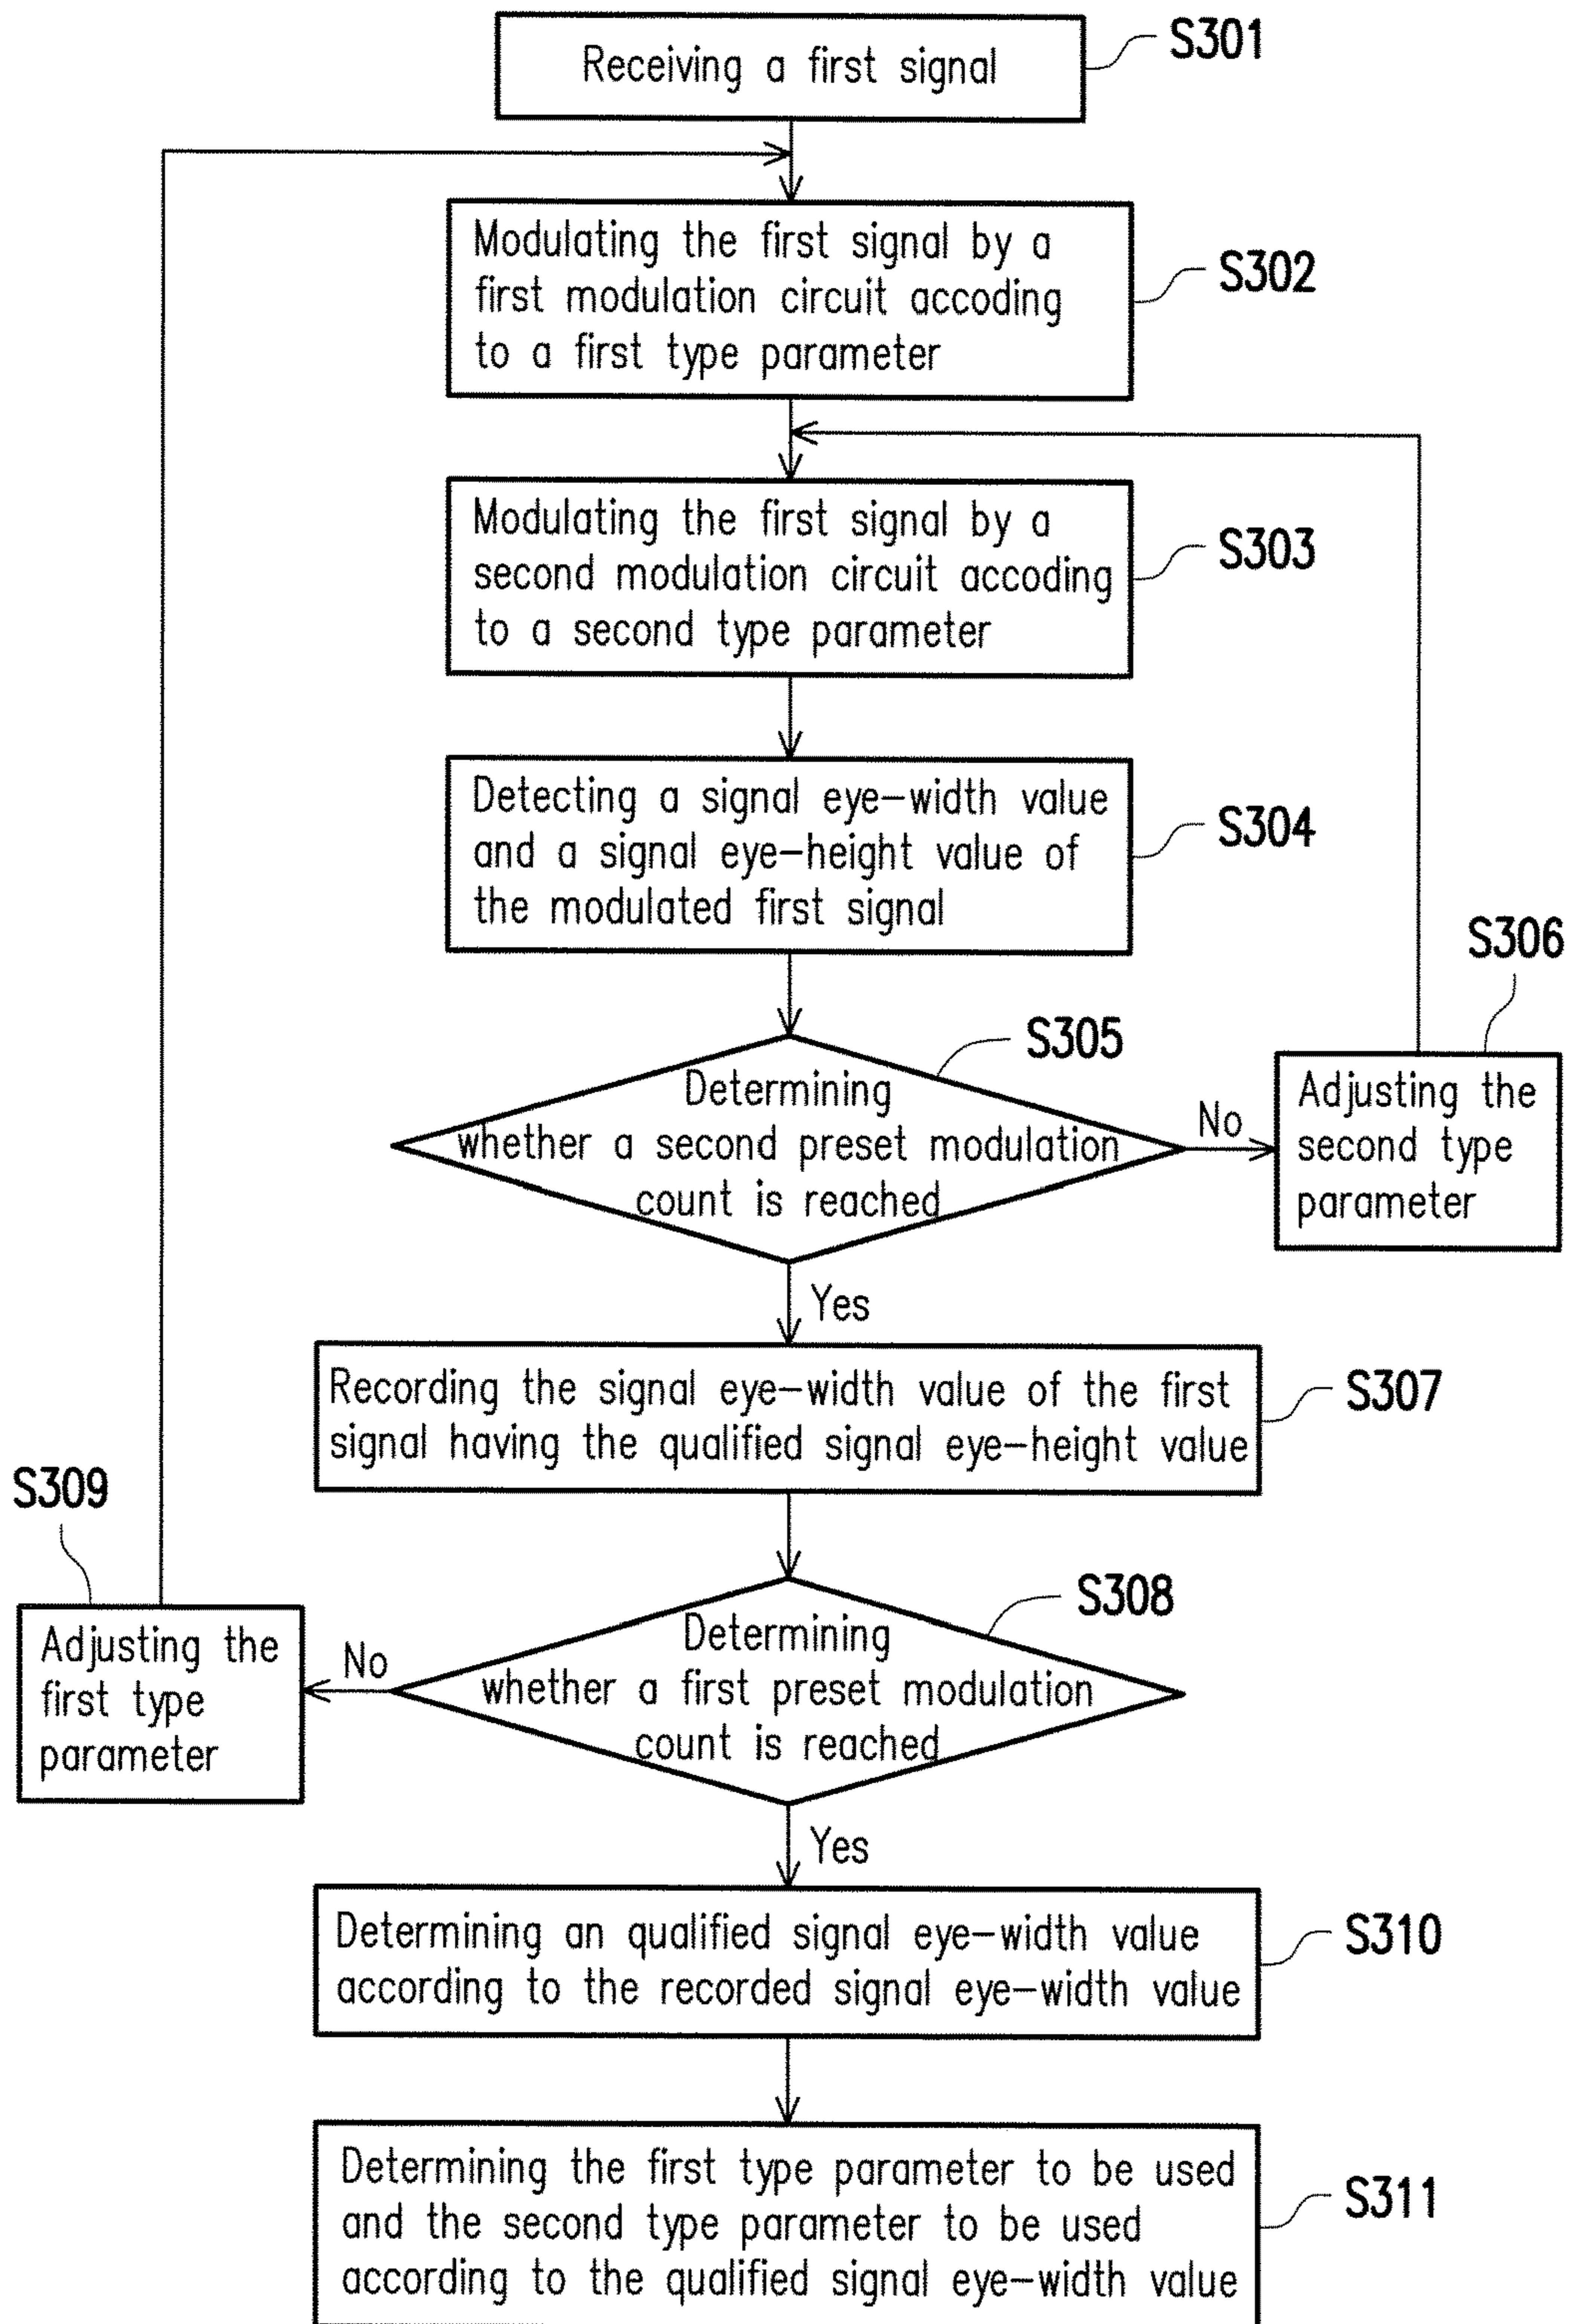 Receiving a first signal
S301
Modulating the first signal by a
first modulation circuit accoding
to a first type parameter
S302
Modulating the first signal by a
second modulation circuit accoding
to a second type parameter
S303
Detecting a signal eye-width value
and a signal eye-height value of
the modulated first signal
S304
S305
Determining
whether a second preset modulation
count is reached
No
S306
Adjusting the
second type
parameter
Yes
Recording the signal eye-width value of the first
signal having the qualified signal eye-height value
S307
S308
Determining
whether a first preset modulation
count is reached
No
S309
Adjusting the
first type
parameter
Yes
Determining an qualified signal eye-width value
according to the recorded signal eye-width value
S310
Determining the first type parameter to be used
and the second type parameter to be used
according to the qualified signal eye-width value
S311